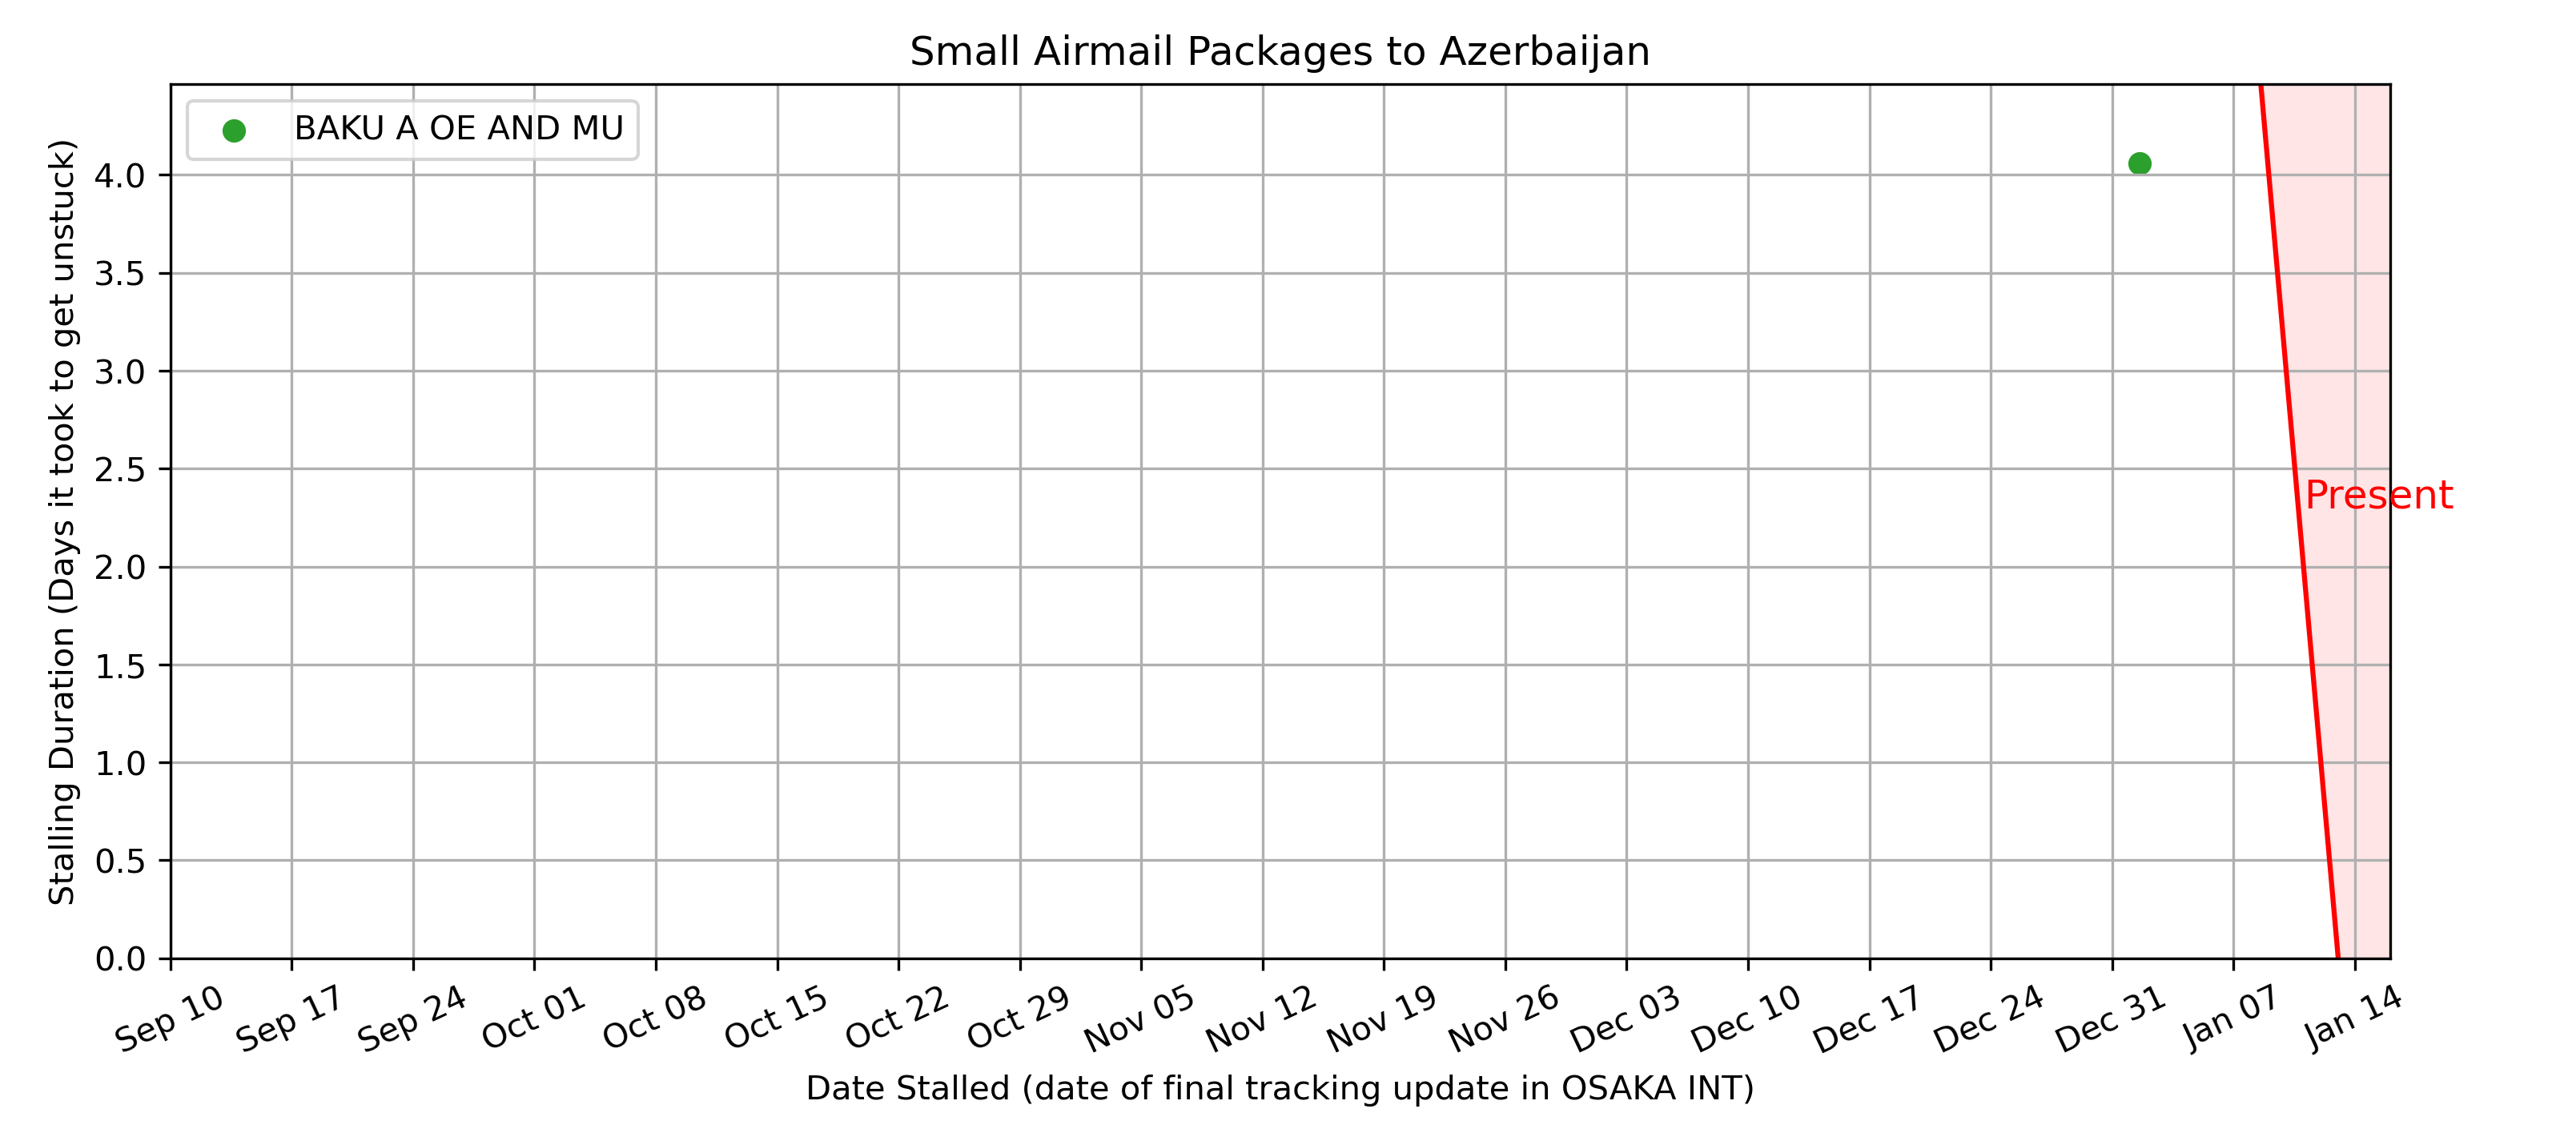 Small Airmail Packages to Azerbaijan
BAKU A OE AND MU
Stalling Duration (Days it took to get unstuck)
4.0
3.5
3.0
2.5
2.0
1.5
1.0
0.5
0.0
Present
Sep 10
Sep 17
Sep 24
Oct 01
Oct 08
Oct 15
Oct 22
Oct 29
Nov 05
Nov 12
Nov 19
Nov 26
Dec 03
Dec 10
Dec 17
Dec 24
Dec 31
Jan 07
Jan 14
Date Stalled (date of final tracking update in OSAKA INT)